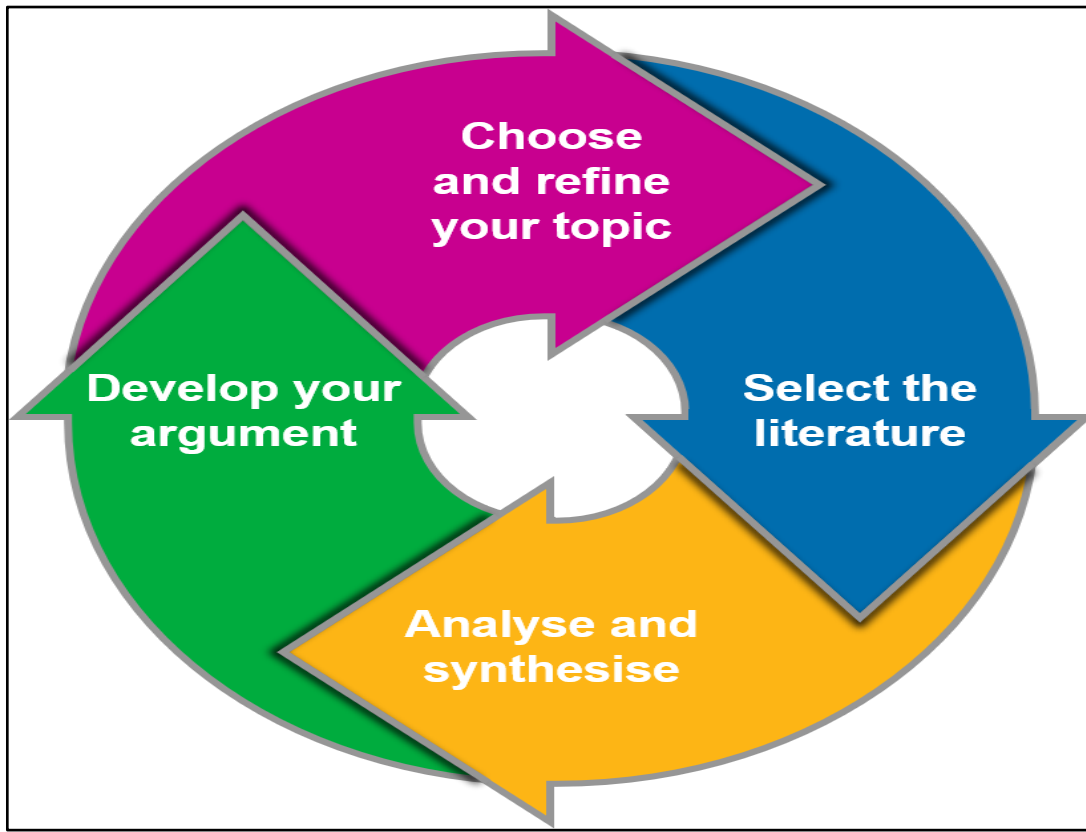 Choose
and refine
your topic
Select the
literature
Analyse and
synthesise
Develop your
argument